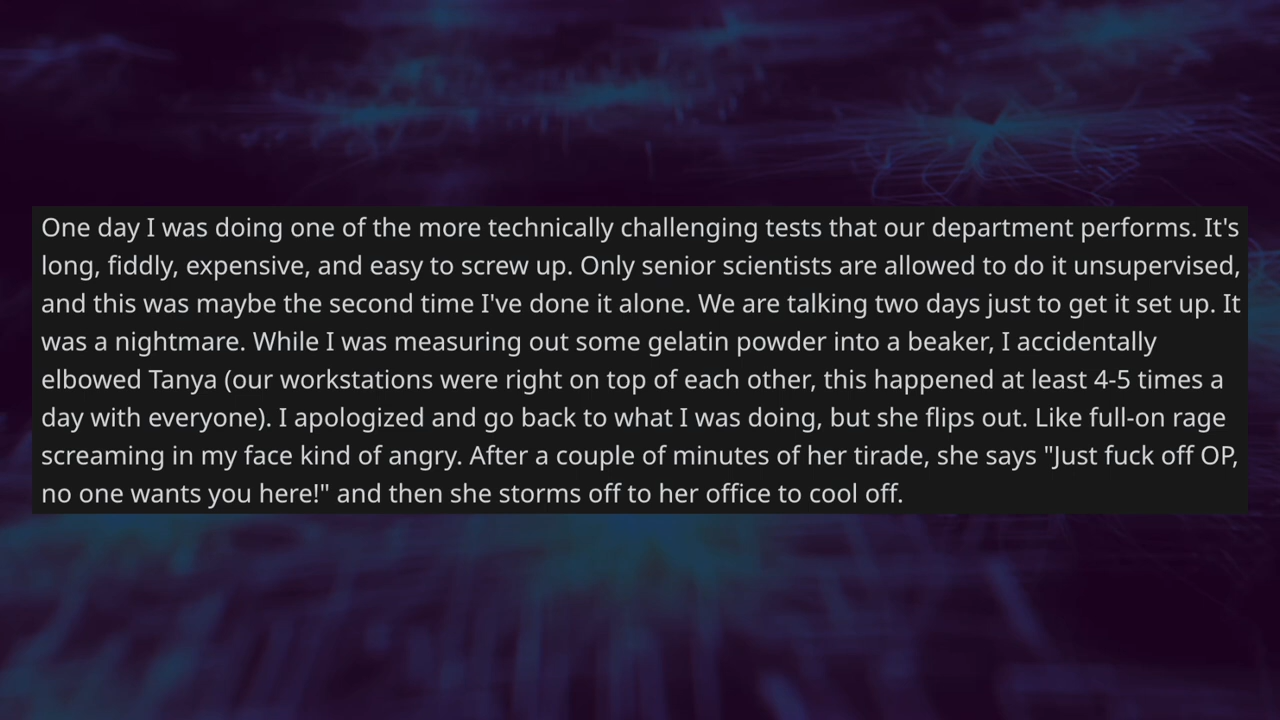 One day I was doing one of the more technically challenging tests that our department performs. It's
long, fiddly, expensive, and easy to screw up. Only senior scientists are allowed to do it unsupervised,
and this was maybe the second time I've done it alone. We are talking two days just to get it set up. It
was a nightmare. While I was measuring out some gelatin powder into a beaker, I accidentally
elbowed Tanya (our workstations were right on top of each other, this happened at least 4-5 times a
day with everyone). I apologized and go back to what I was doing, but she flips out. Like full-on rage
screaming in my face kind of angry. After a couple of minutes of her tirade, she says "Just fuck off OP,
no one wants you here!" and then she storms off to her office to cool off.